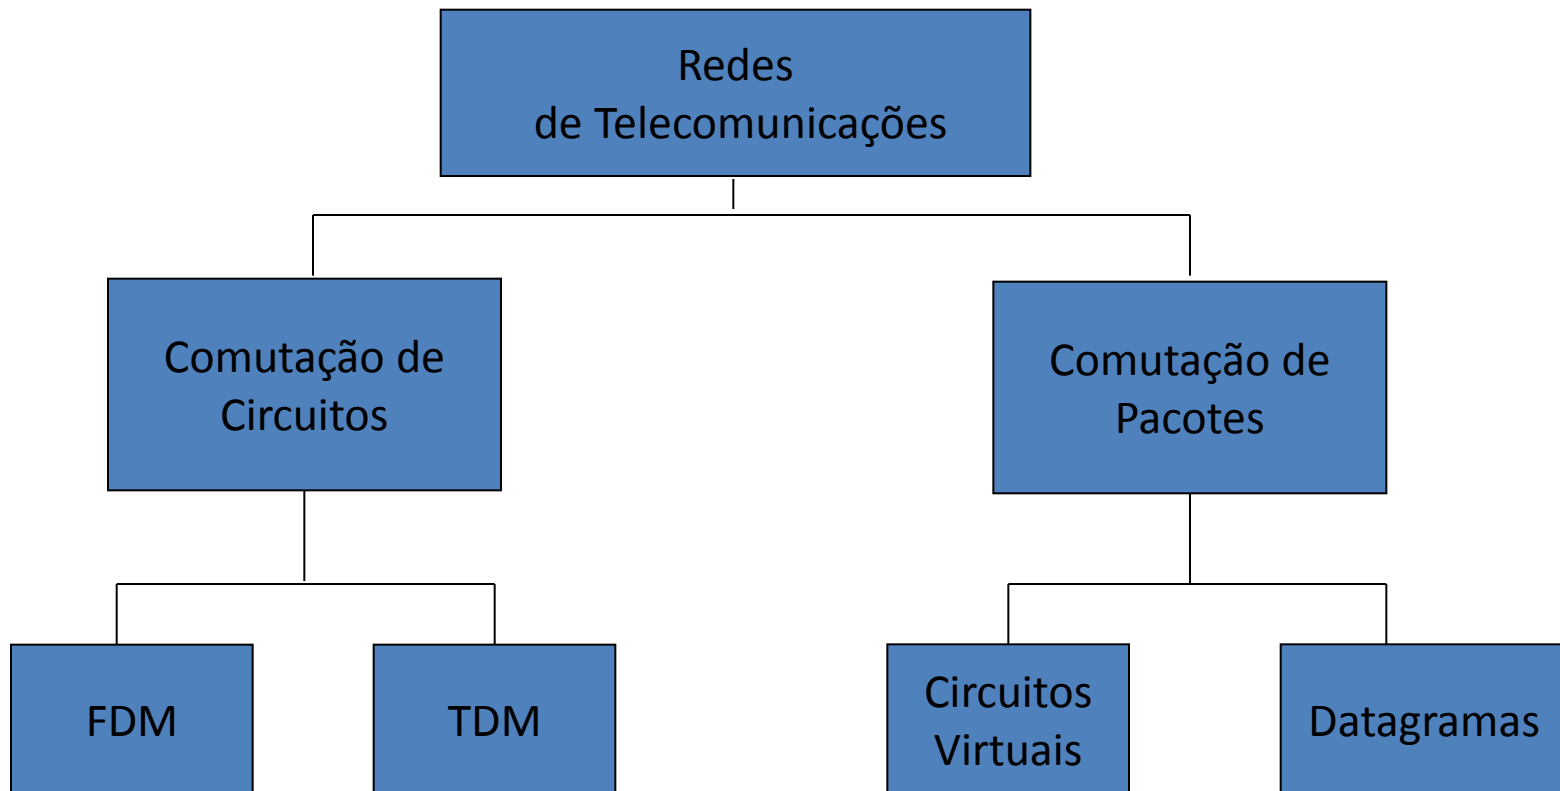 Redes
de Telecomunicações
Comutação de
Circuitos
Comutação de
Pacotes
FDM
TDM
Circuitos
Virtuais
Datagramas